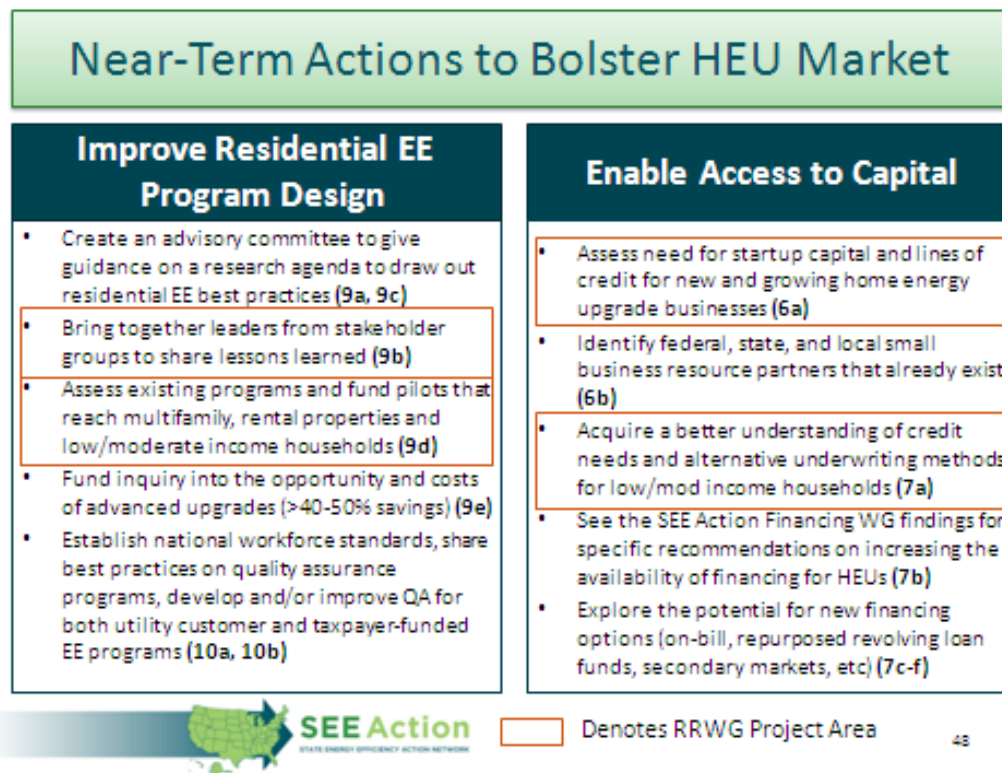 Near-Term Actions to Bolster HEU Market
Improve Residential EE
Program Design
• Create an advisory committee to give
guidance on a research agenda to draw out
residential EE best practices (9a, 9c)
• Bring together leaders from stakeholder
groups to share lessons learned (9b)
• Assess existing programs and fund pilots that
reach multifamily, rental properties and
low/moderate income households (9d)
• Fund inquiry into the opportunity and costs
of advanced upgrades (>40-50% savings) (9e)
• Establish national workforce standards, share
best practices on quality assurance
programs, develop and/or improve QA for
both utility customer and taxpayer-funded
EE programs (10a, 10b)
Enable Access to Capital
• Assess need for startup capital and lines of
credit for new and growing home energy
upgrade businesses (6a)
• Identify federal, state, and local small
business resource partners that already exist
(6b)
• Acquire a better understanding of credit
needs and alternative underwriting methods
for low/mod income households (7a)
• See the SEE Action Financing WG findings for
specific recommendations on increasing the
availability of financing for HEUs (7b)
• Explore the potential for new financing
options (on-bill, repurposed revolving loan
funds, secondary markets, etc) (7c-f)
SEE Action
STATE ENERGY EFFICIENCY ACTION NETWORK
Denotes RRWG Project Area
48